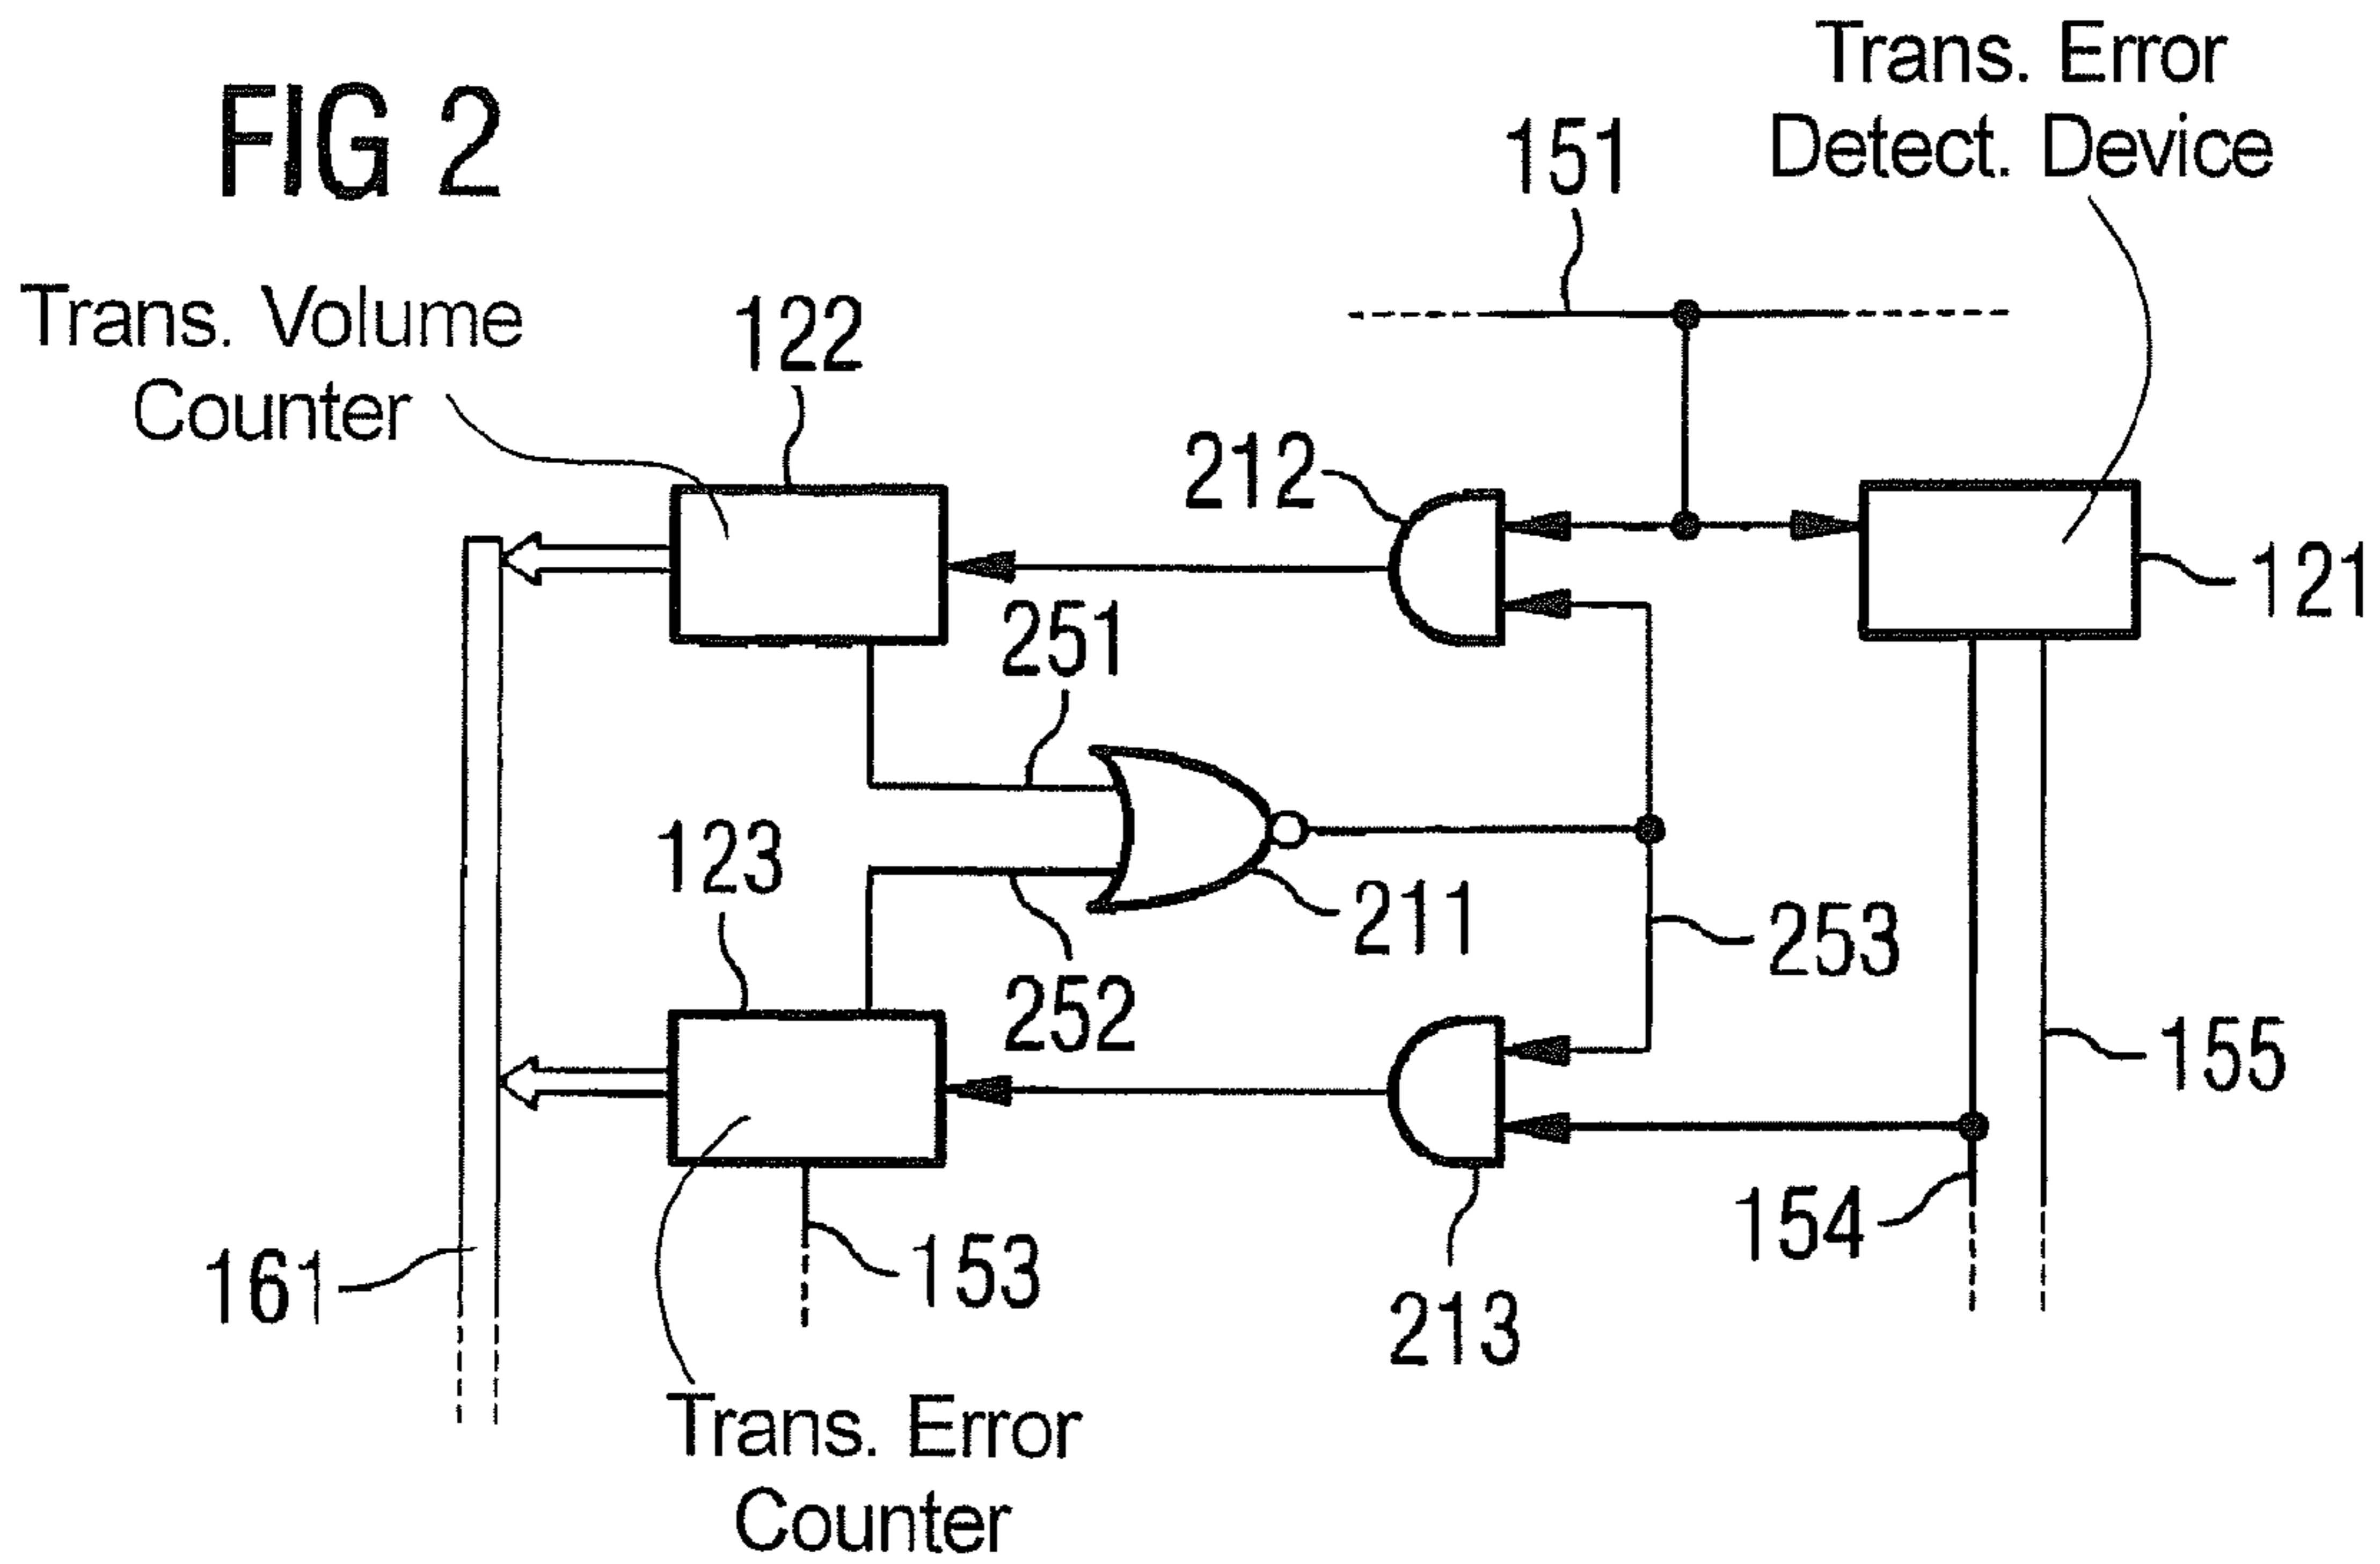 FIG 2
Trans. Error
Detect. Device
151
Trans. Volume
Counter
122
212
121
251
123
211
253
252
155
154
153
161
213
Trans. Error
Counter